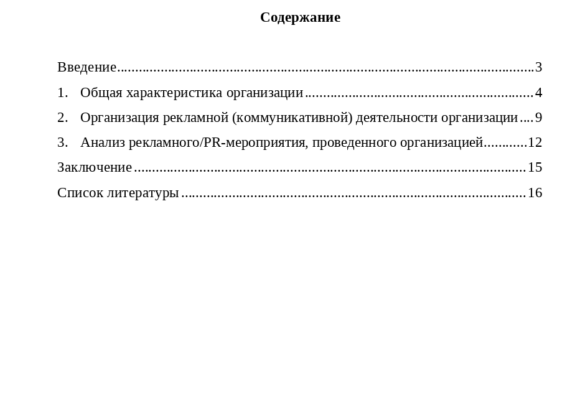 Содержание
Введение....................................................................................................................3
1. Общая характеристика организации................................................................4
2. Организация рекламной (коммуникативной) деятельности организации....9
3. Анализ рекламного/PR-мероприятия, проведенного организацией............12
Заключение...............................................................................................................15
Список литературы..................................................................................................16